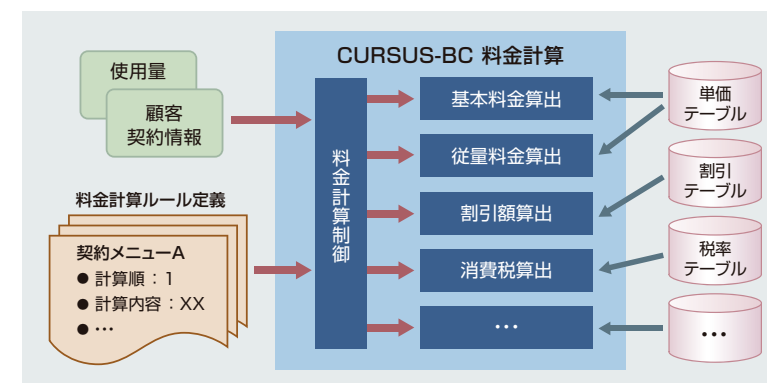 CURSUS-BC 料金計算
使用量
顧客
契約情報
料金計算ルール定義
契約メニューA
● 計算順：1
● 計算内容：XX
● …
料金計算制御
基本料金算出
従量料金算出
割引額算出
消費税算出
…
単価
テーブル
割引
テーブル
税率
テーブル
…